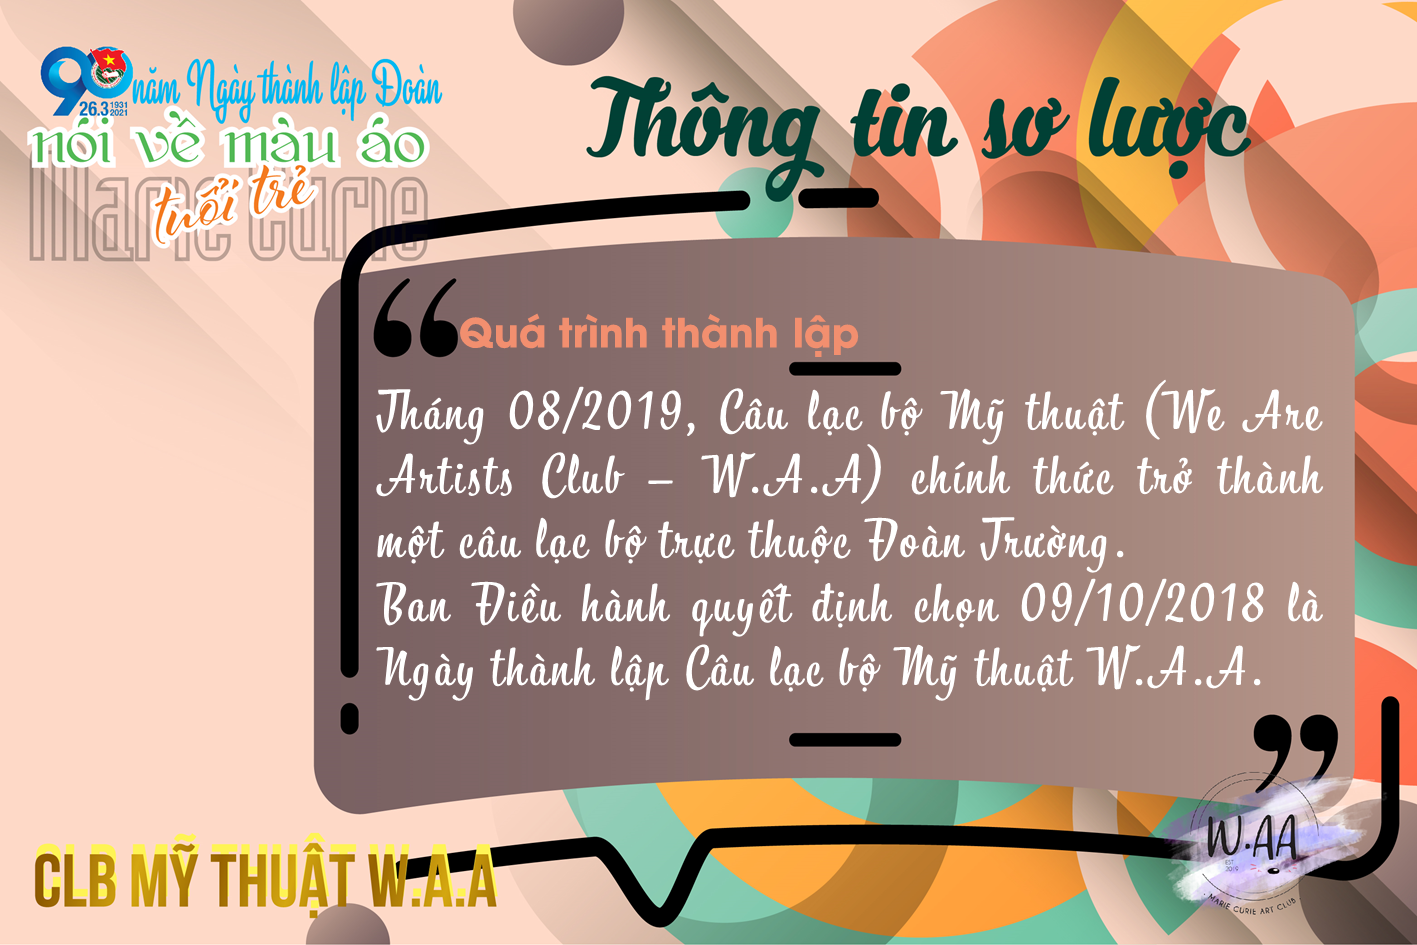 90 năm Ngày thành lập Đoàn
26.3 1931 2021
nói về màu áo
Marie Curie
tuổi trẻ
Thông tin sơ lược
“Quá trình thành lập
Tháng 08/2019, Câu lạc bộ Mỹ thuật (We Are
Artists Club – W.A.A) chính thức trở thành
một câu lạc bộ trực thuộc Đoàn Trường.
Ban Điều hành quyết định chọn 09/10/2018 là
Ngày thành lập Câu lạc bộ Mỹ thuật W.A.A.
”
CLB MỸ THUẬT W.A.A
W.AA
EST.
2019
MARIE CURIE ART CLUB